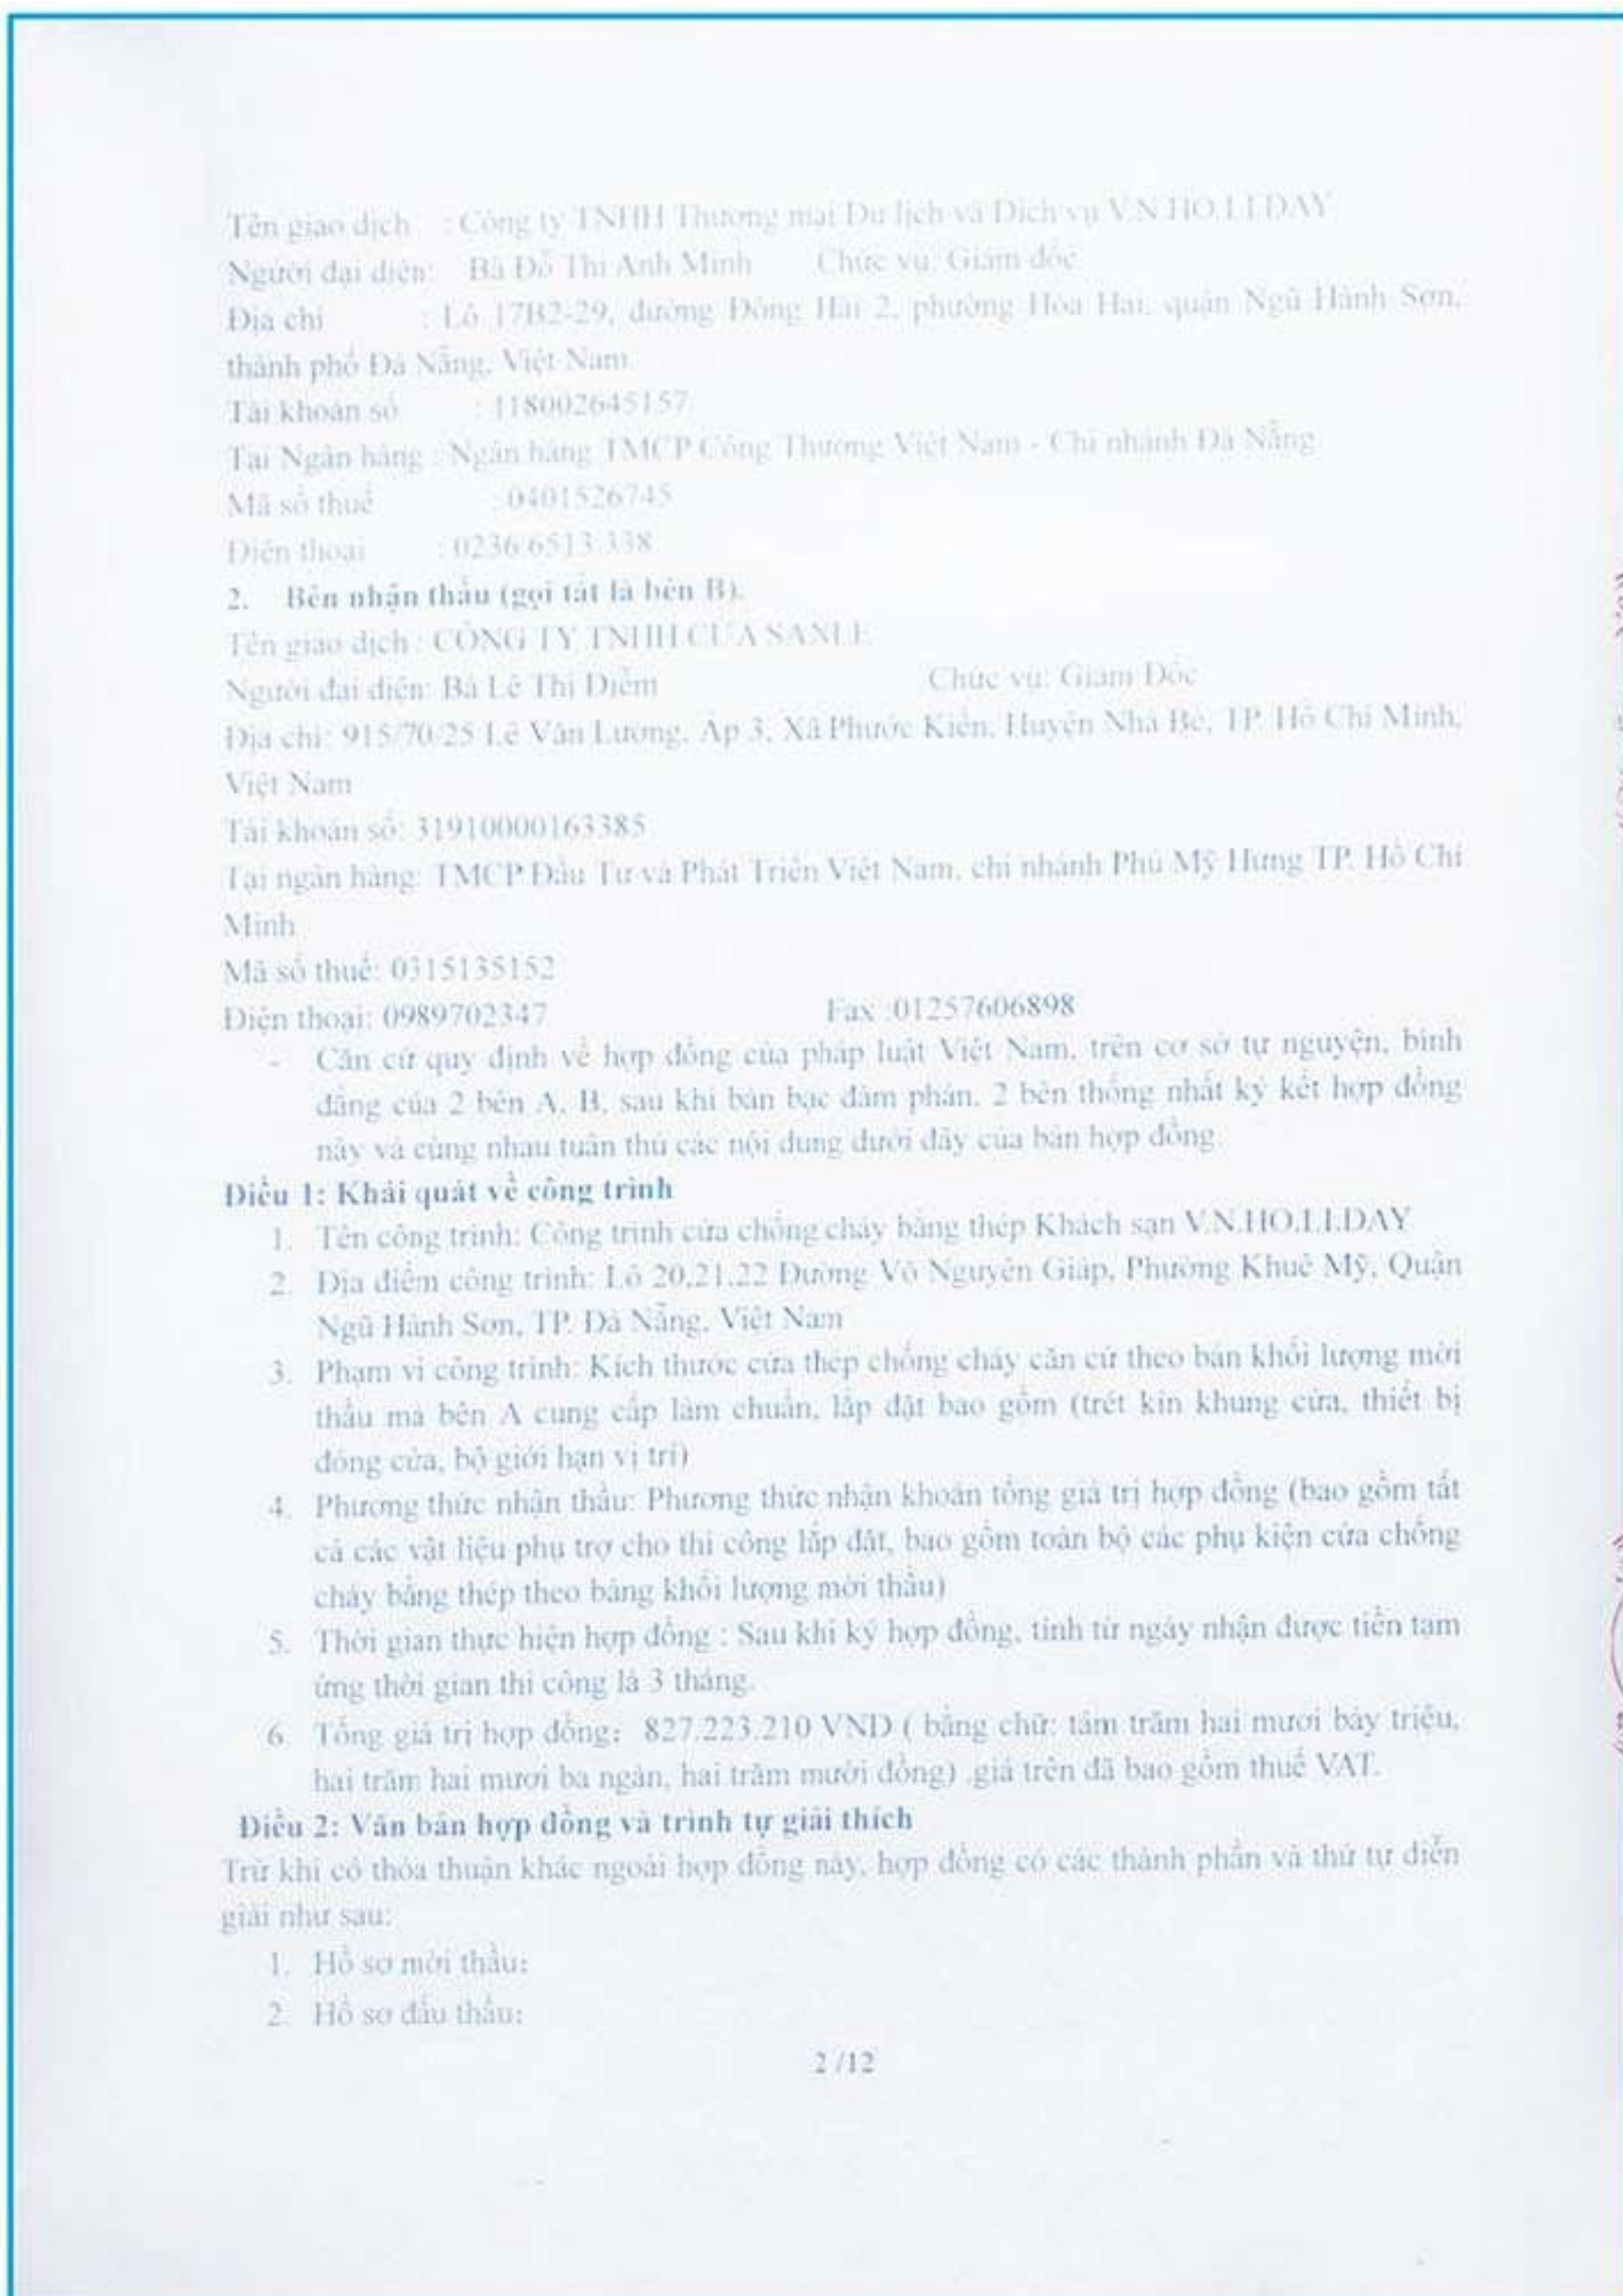 Tên giao dịch : Công ty TNHH Thương mại Du lịch và Dịch vụ V.N.HO.I.I.DAY
Người đại diện: Bà Đỗ Thị Anh Minh Chức vụ: Giám đốc
Địa chỉ : Lô 17B2-29, đường Đông Hải 2, phường Hòa Hải, quận Ngũ Hành Sơn,
thành phố Đà Nẵng, Việt Nam.
Tài khoản số : 118002645157
Tại Ngân hàng : Ngân hàng TMCP Công Thương Việt Nam - Chi nhánh Đà Nẵng
Mã số thuế : 0401526745
Điện thoại : 0236 6513 338
2. Bên nhận thầu (gọi tắt là bên B).
Tên giao dịch : CÔNG TY TNHH CỬA SANLE
Người đại diện: Bà Lê Thị Diễm Chức vụ: Giám Đốc
Địa chỉ: 915/70/25 Lê Văn Lương, Ấp 3, Xã Phước Kiển, Huyện Nhà Bè, TP. Hồ Chí Minh,
Việt Nam
Tài khoản số: 31910000163385
Tại ngân hàng: TMCP Đầu Tư và Phát Triển Việt Nam, chi nhánh Phú Mỹ Hưng TP. Hồ Chí
Minh
Mã số thuế: 0315135152
Điện thoại: 0989702347 Fax :01257606898
- Căn cứ quy định về hợp đồng của pháp luật Việt Nam, trên cơ sở tự nguyện, bình
đẳng của 2 bên A, B, sau khi bàn bạc đàm phán, 2 bên thống nhất ký kết hợp đồng
này và cùng nhau tuân thủ các nội dung dưới đây của bản hợp đồng.
Điều 1: Khái quát về công trình
1. Tên công trình: Công trình cửa chống cháy bằng thép Khách sạn V.N.HO.I.I.DAY
2. Địa điểm công trình: Lô 20,21,22 Đường Võ Nguyên Giáp, Phường Khuê Mỹ, Quận
Ngũ Hành Sơn, TP. Đà Nẵng, Việt Nam
3. Phạm vi công trình: Kích thước cửa thép chống cháy căn cứ theo bản khối lượng mời
thầu mà bên A cung cấp làm chuẩn, lắp đặt bao gồm (trét kín khung cửa, thiết bị
đóng cửa, bộ giới hạn vị trí)
4. Phương thức nhận thầu: Phương thức nhận khoán tổng giá trị hợp đồng (bao gồm tất
cả các vật liệu phụ trợ cho thi công lắp đặt, bao gồm toàn bộ các phụ kiện cửa chống
cháy bằng thép theo bảng khối lượng mời thầu)
5. Thời gian thực hiện hợp đồng : Sau khi ký hợp đồng, tính từ ngày nhận được tiền tạm
ứng thời gian thi công là 3 tháng.
6. Tổng giá trị hợp đồng: 827.223.210 VND ( bằng chữ: tám trăm hai mươi bảy triệu,
hai trăm hai mươi ba ngàn, hai trăm mười đồng) .giá trên đã bao gồm thuế VAT.
Điều 2: Văn bản hợp đồng và trình tự giải thích
Trừ khi có thỏa thuận khác ngoài hợp đồng này, hợp đồng có các thành phần và thứ tự diễn
giải như sau:
1. Hồ sơ mời thầu;
2. Hồ sơ đấu thầu;
2 /12